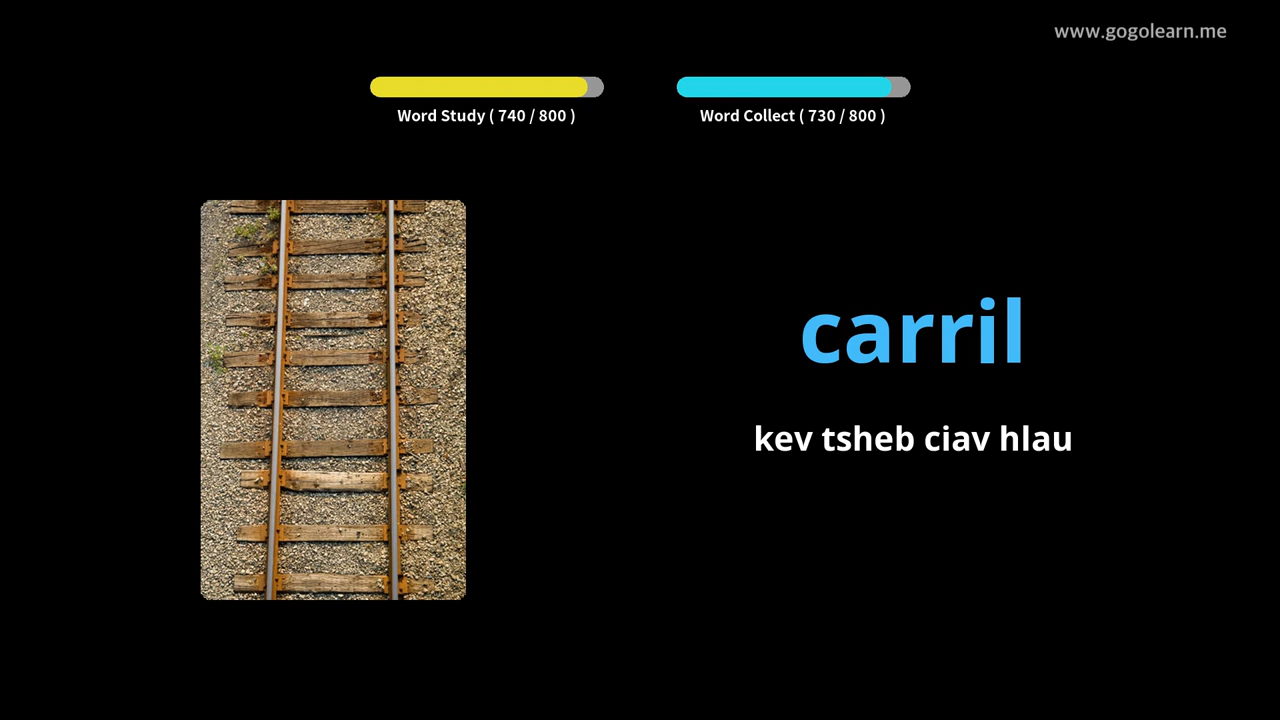 www.gogolearn.me
Word Study ( 740 / 800 )
Word Collect ( 730 / 800 )
carril
kev tsheb ciav hlau